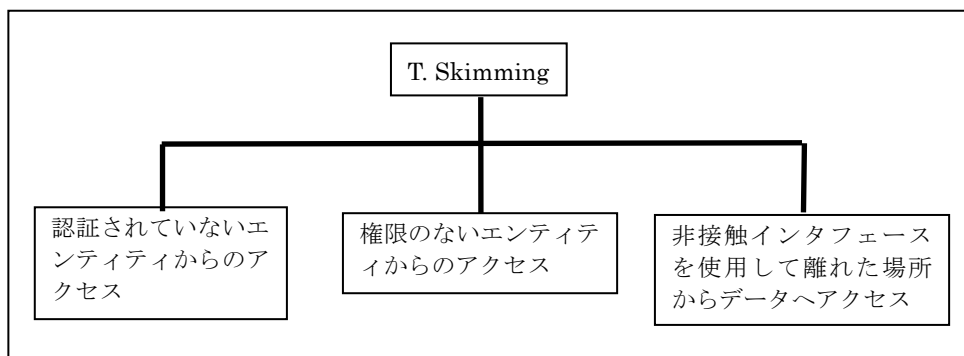 T. Skimming
認証されていないエ
ンティティからのア
クセス
権限のないエンティテ
ィからのアクセス
非接触インタフェース
を使用して離れた場所
からデータへアクセス